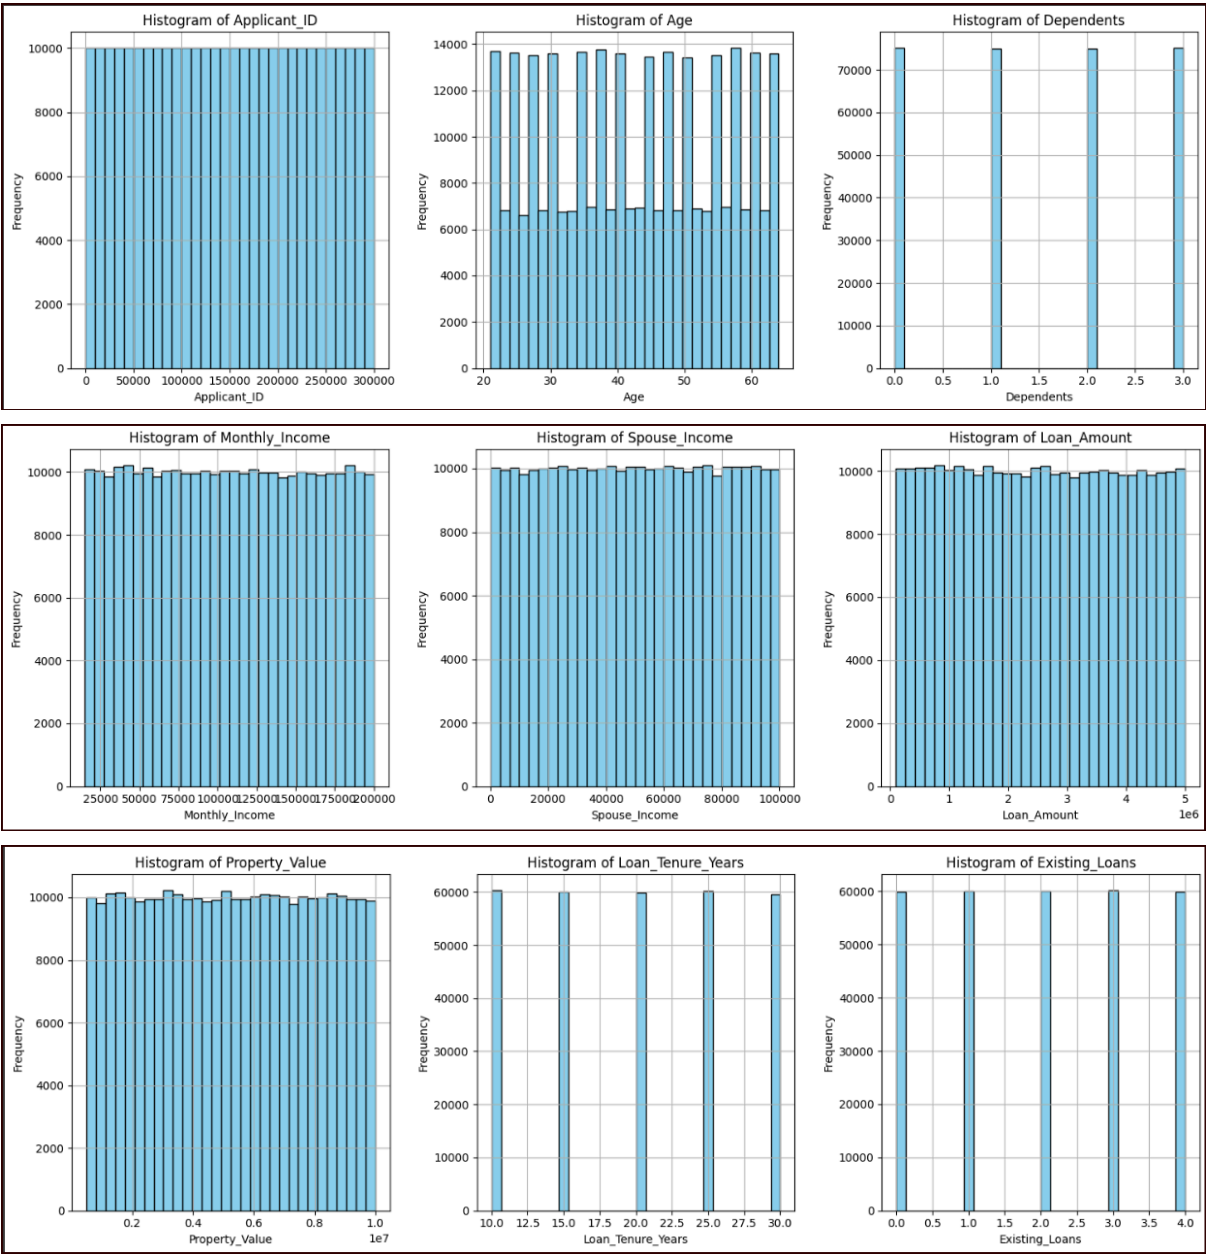 Histogram of Applicant_ID
Histogram of Age
Histogram of Dependents
10000
8000
6000
4000
2000
0
Frequency
0 50000 100000 150000 200000 250000 300000
Applicant_ID
14000
12000
10000
8000
6000
4000
2000
0
Frequency
20 30 40 50 60
Age
70000
60000
50000
40000
30000
20000
10000
0
Frequency
0.0 0.5 1.0 1.5 2.0 2.5 3.0
Dependents
Histogram of Monthly_Income
Histogram of Spouse_Income
Histogram of Loan_Amount
10000
8000
6000
4000
2000
0
Frequency
25000 50000 75000 100000 125000 150000 175000 200000
Monthly_Income
10000
8000
6000
4000
2000
0
Frequency
0 20000 40000 60000 80000 100000
Spouse_Income
10000
8000
6000
4000
2000
0
Frequency
0 1 2 3 4 5
1e6
Loan_Amount
Histogram of Property_Value
Histogram of Loan_Tenure_Years
Histogram of Existing_Loans
10000
8000
6000
4000
2000
0
Frequency
0.2 0.4 0.6 0.8 1.0
1e7
Property_Value
60000
50000
40000
30000
20000
10000
0
Frequency
10.0 12.5 15.0 17.5 20.0 22.5 25.0 27.5 30.0
Loan_Tenure_Years
60000
50000
40000
30000
20000
10000
0
Frequency
0.0 0.5 1.0 1.5 2.0 2.5 3.0 3.5 4.0
Existing_Loans